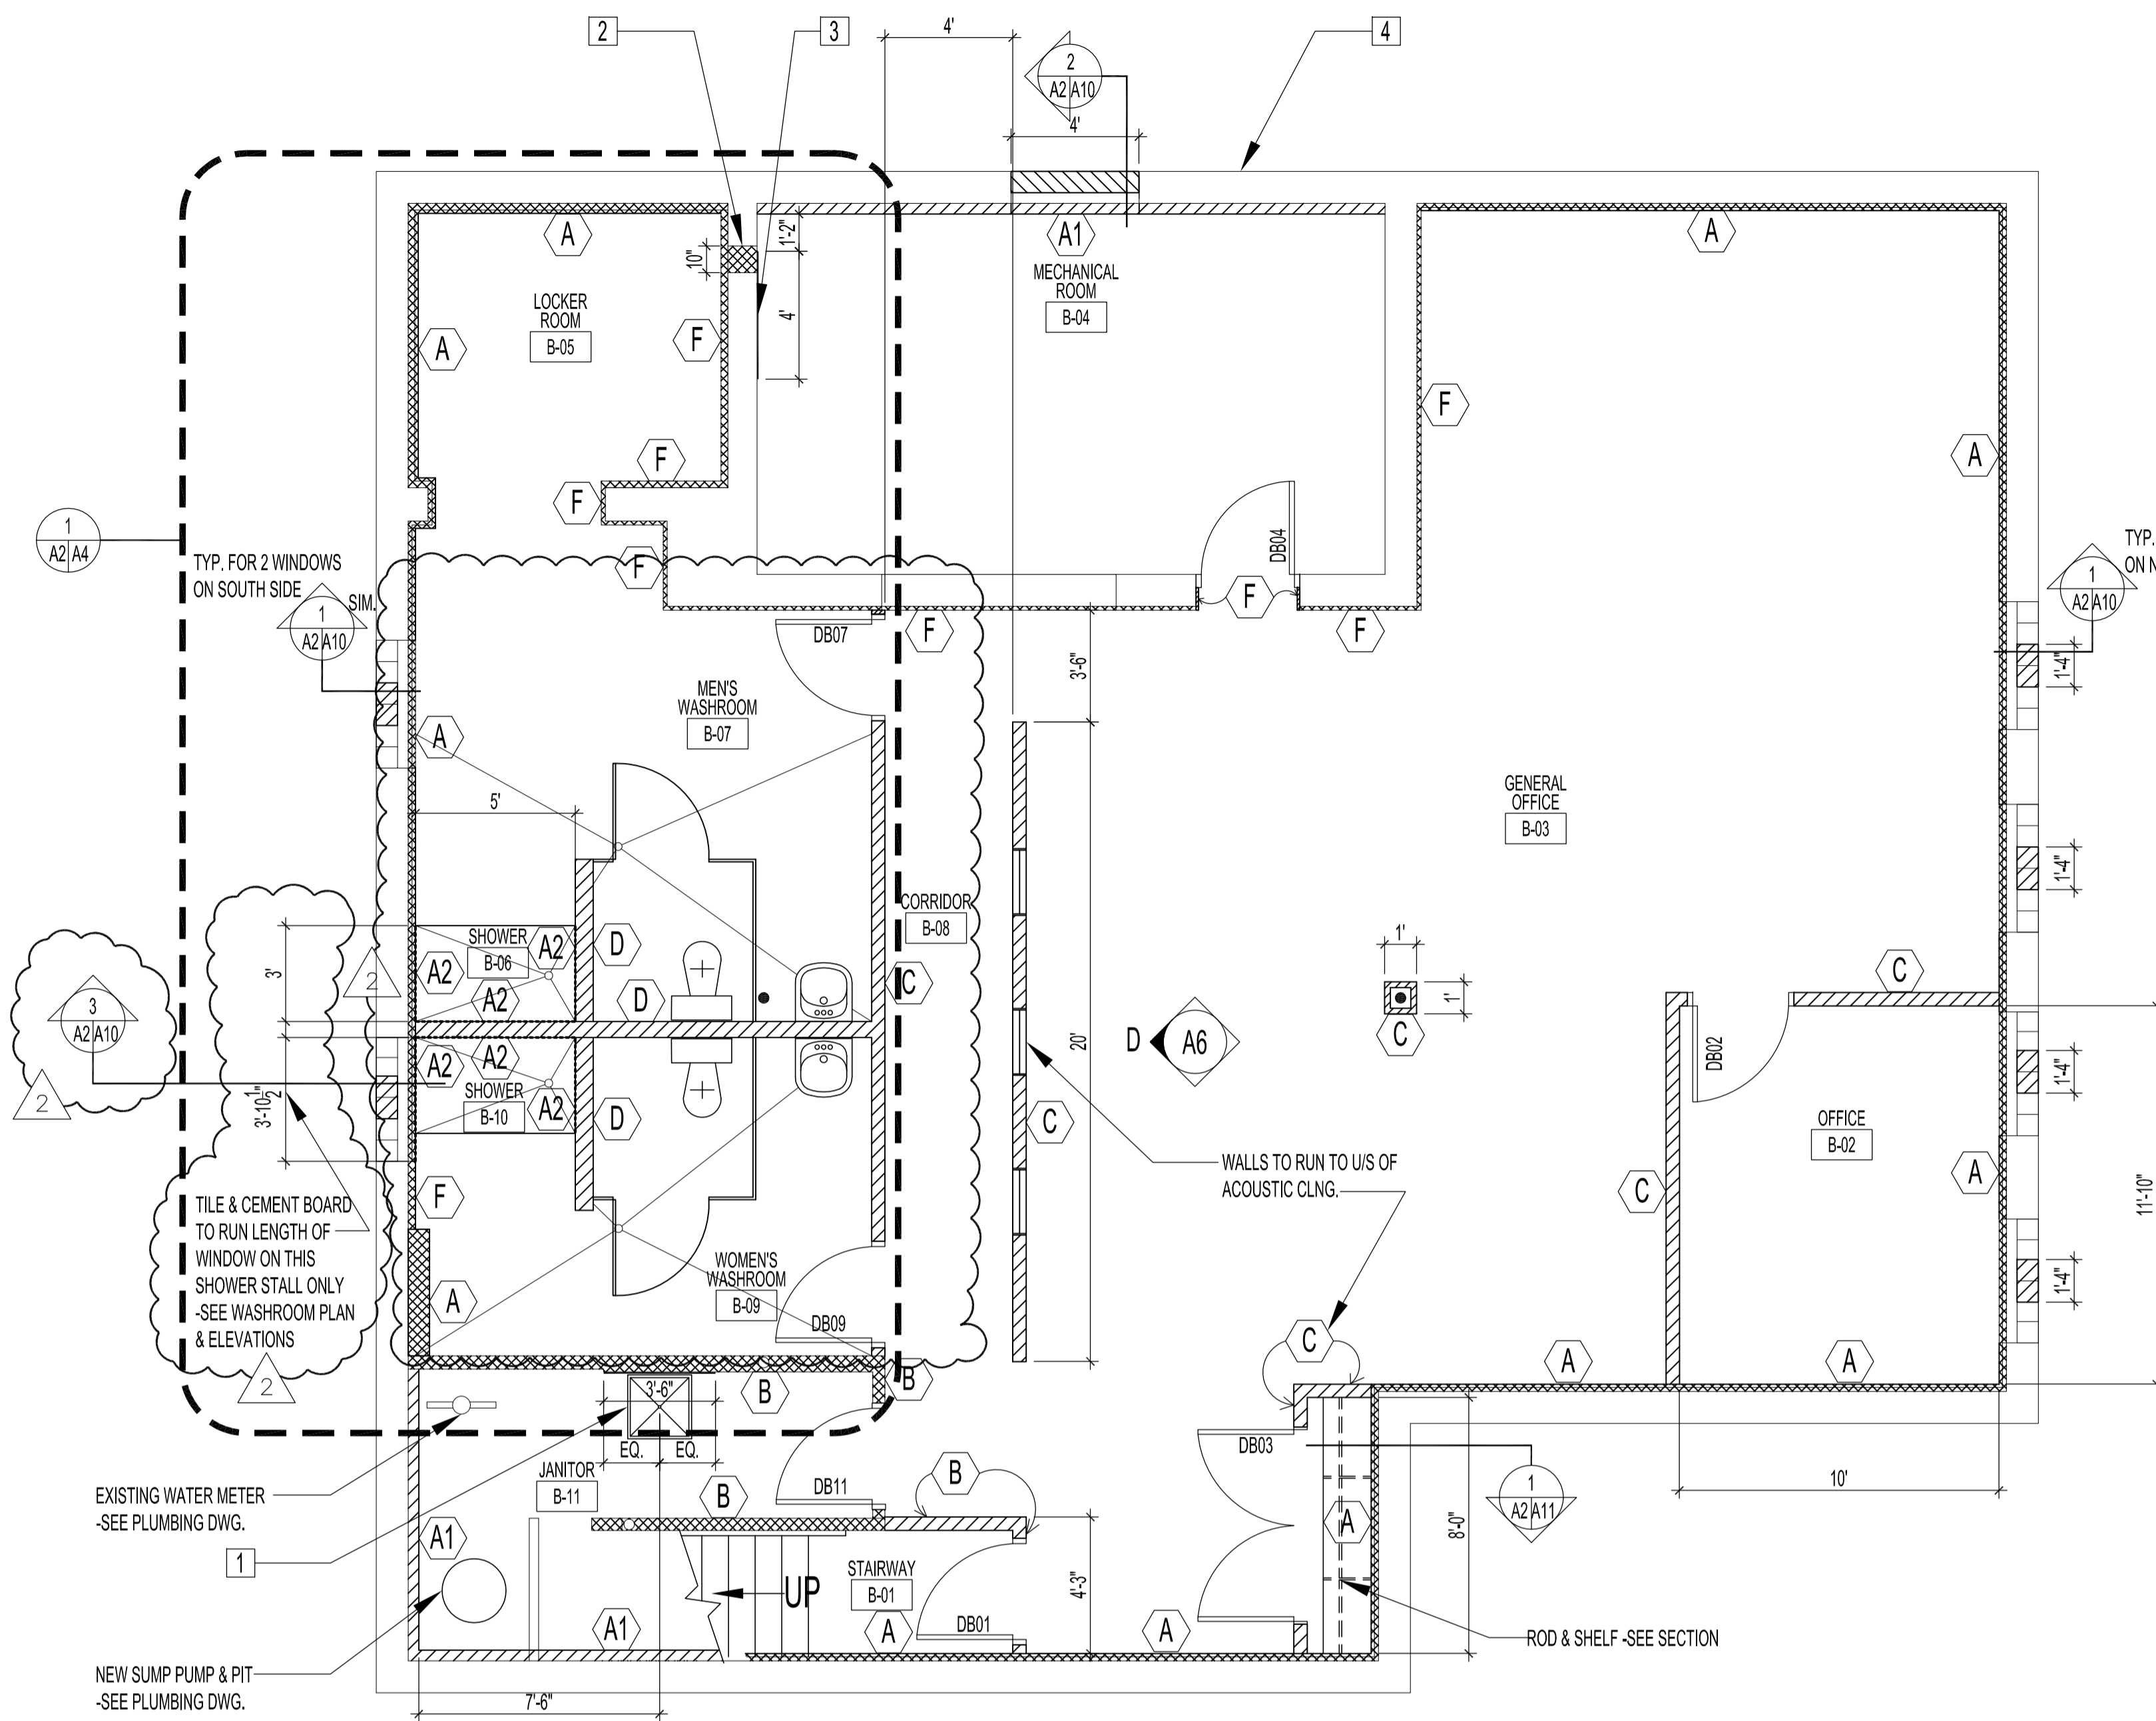 2
3
4'
4
2
A2 A10
4'
A
A1
A
1'-2"
10"
MECHANICAL
ROOM
B-04
LOCKER
ROOM
B-05
4'
A
F
F
F
F
A
1
A2 A4
TYP. FOR 2 WINDOWS
ON SOUTH SIDE
1
A2 A10
SIM.
F
DB04
F
F
F
TYP.
ON N
1
A2 A10
DB07
3'-6"
1'-4"
MEN'S
WASHROOM
B-07
A
5'
GENERAL
OFFICE
B-03
1'-4"
CORRIDOR
B-08
3'
SHOWER
B-06
A2
A2
A2
D
D
C
2
1'
1'
C
C
3
A2 A10
2
20'
D
A6
DB02
1'-4"
A2
A2
SHOWER
B-10
A2
D
3'-10 1/2"
C
OFFICE
B-02
WALLS TO RUN TO U/S OF
ACOUSTIC CLNG.
C
A
11'-10"
F
TILE & CEMENT BOARD
TO RUN LENGTH OF
WINDOW ON THIS
SHOWER STALL ONLY
-SEE WASHROOM PLAN
& ELEVATIONS
2
A
WOMEN'S
WASHROOM
B-09
DB09
1'-4"
C
A
A
3'-6"
B
B
EQ.
EQ.
JANITOR
B-11
B
DB11
B
DB03
1
A2 A11
10'
EXISTING WATER METER
-SEE PLUMBING DWG.
A1
A
8'-0"
1
STAIRWAY
B-01
UP
4'-3"
A1
A
DB01
A
ROD & SHELF -SEE SECTION
NEW SUMP PUMP & PIT
-SEE PLUMBING DWG.
7'-6"